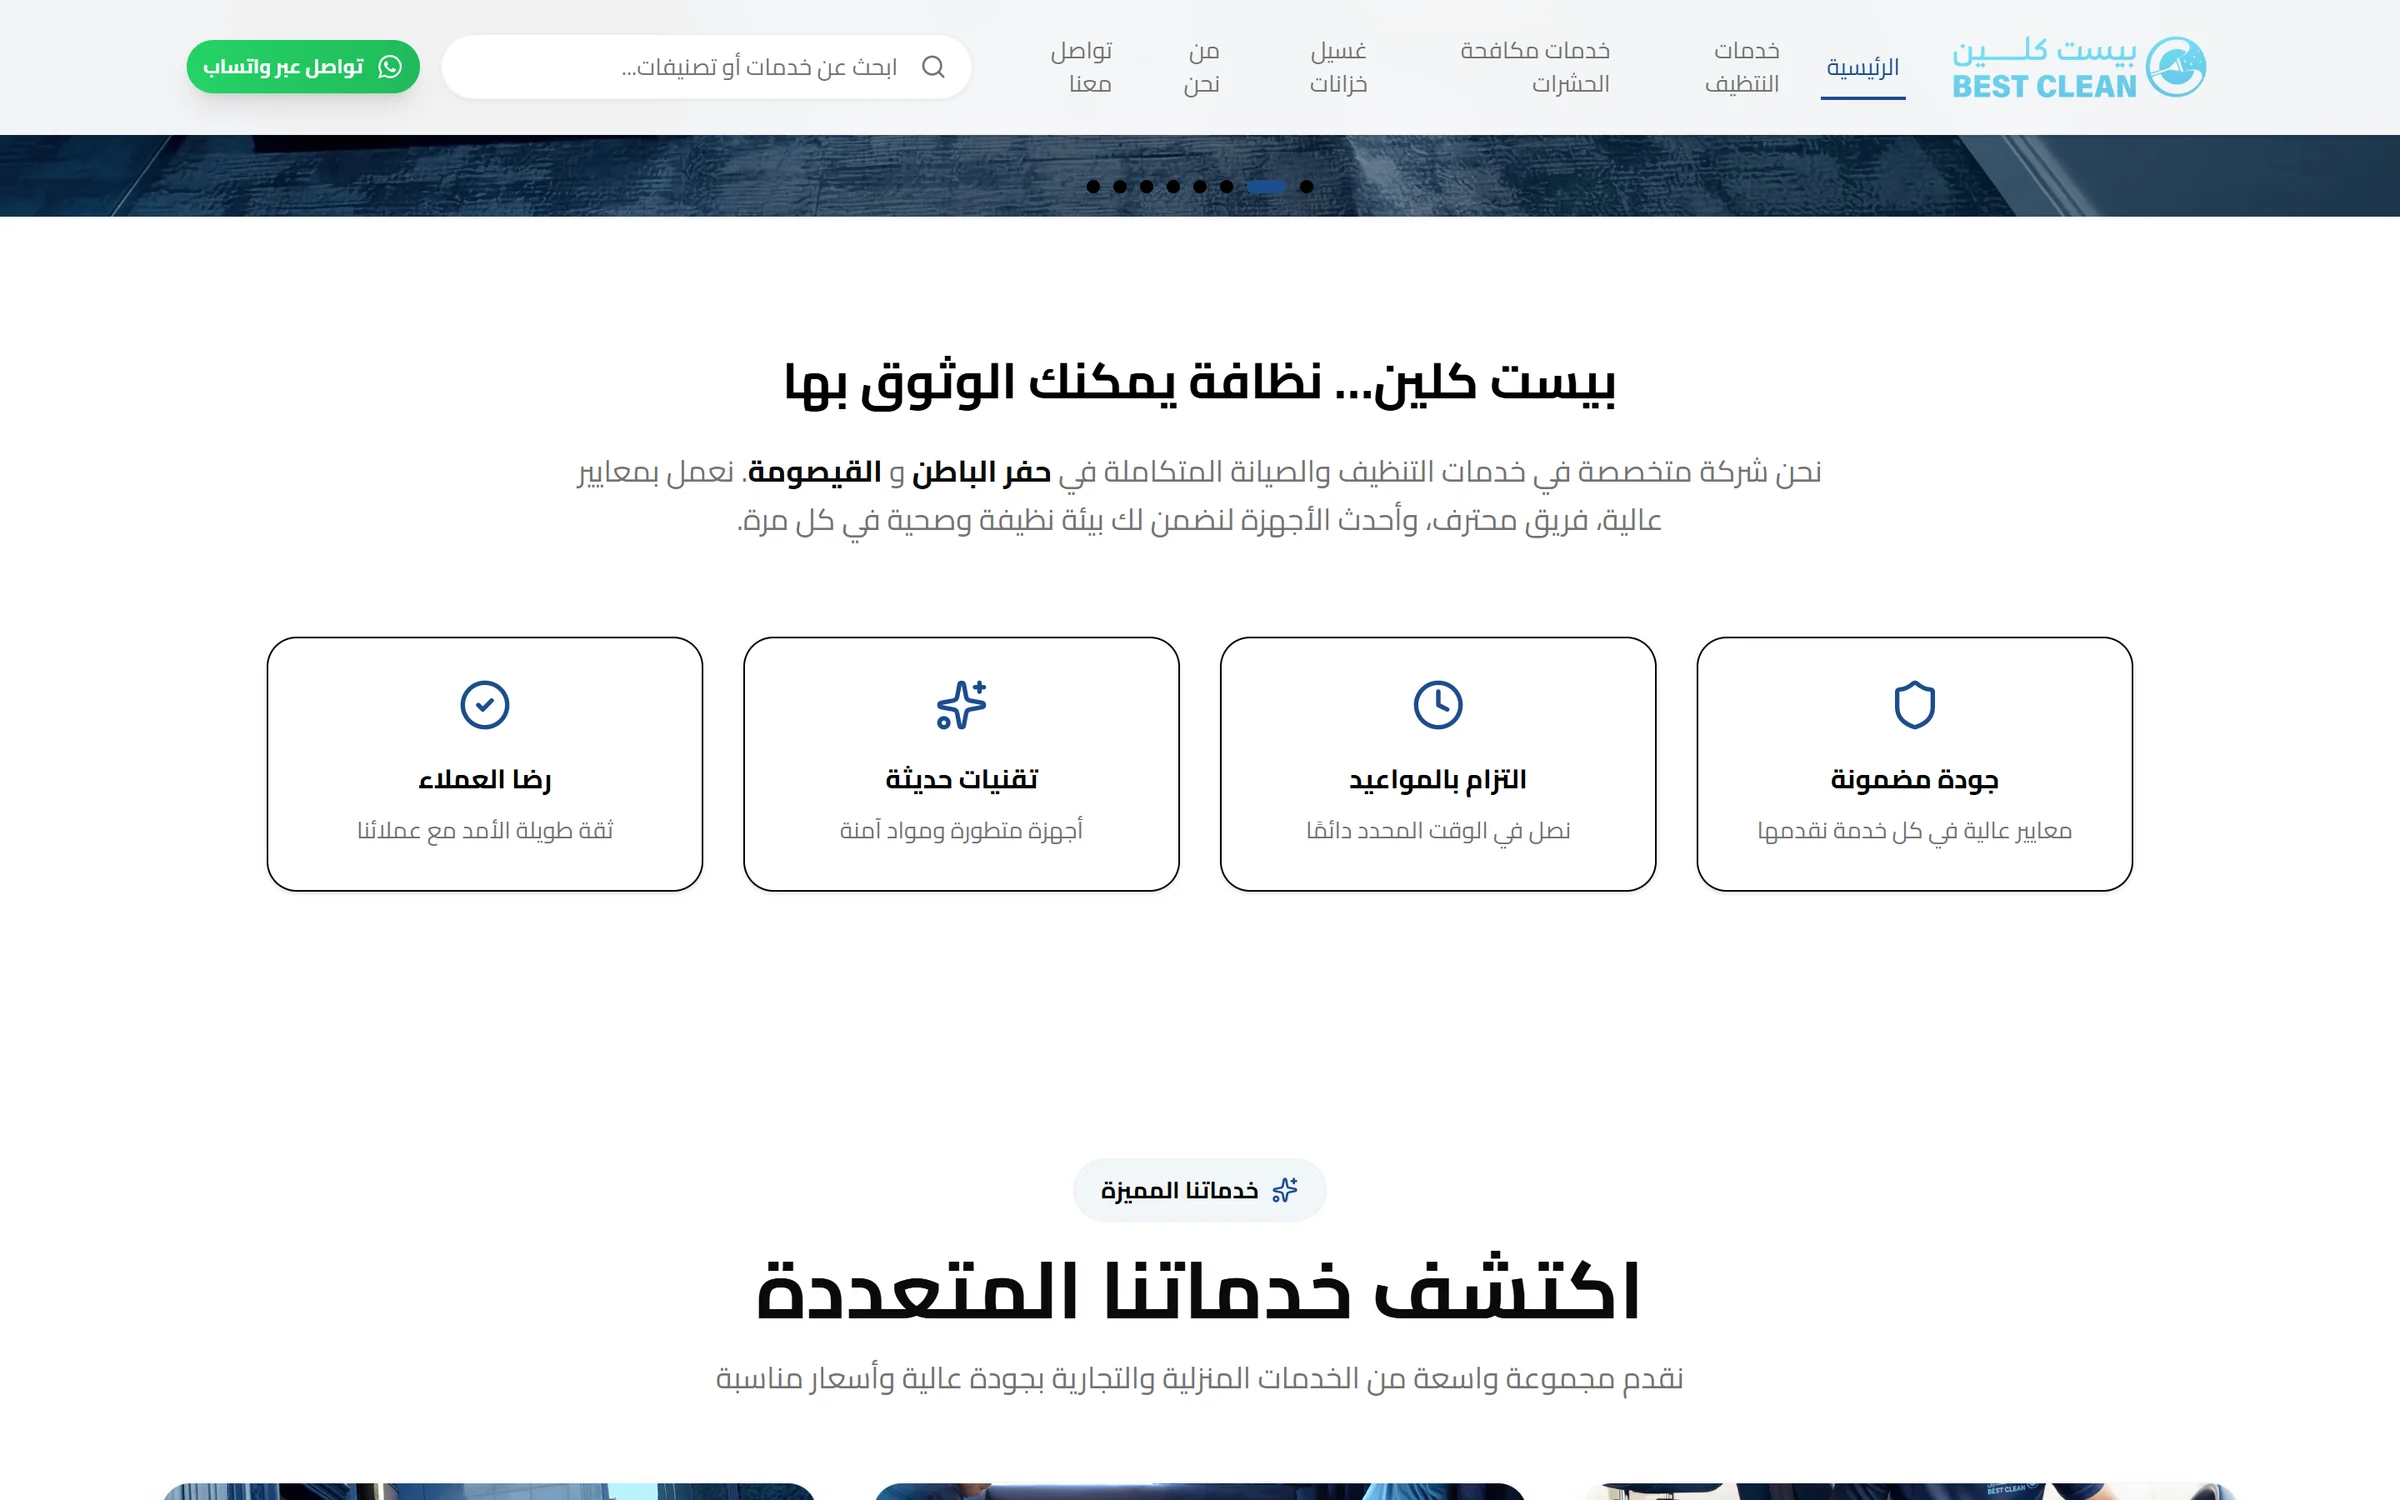 بيست كلـــين
BEST CLEAN
الرئيسية
خدمات
التنظيف
خدمات مكافحة
الحشرات
غسيل
خزانات
من
نحن
تواصل
معنا
ابحث عن خدمات أو تصنيفات...
تواصل عبر واتساب
بيست كلين... نظافة يمكنك الوثوق بها
نحن شركة متخصصة في خدمات التنظيف والصيانة المتكاملة في حفر الباطن و القيصومة. نعمل بمعايير
عالية، فريق محترف، وأحدث الأجهزة لنضمن لك بيئة نظيفة وصحية في كل مرة.
جودة مضمونة
معايير عالية في كل خدمة نقدمها
التزام بالمواعيد
نصل في الوقت المحدد دائمًا
تقنيات حديثة
أجهزة متطورة ومواد آمنة
رضا العملاء
ثقة طويلة الأمد مع عملائنا
خدماتنا المميزة
اكتشف خدماتنا المتعددة
نقدم مجموعة واسعة من الخدمات المنزلية والتجارية بجودة عالية وأسعار مناسبة
BEST CLEAN